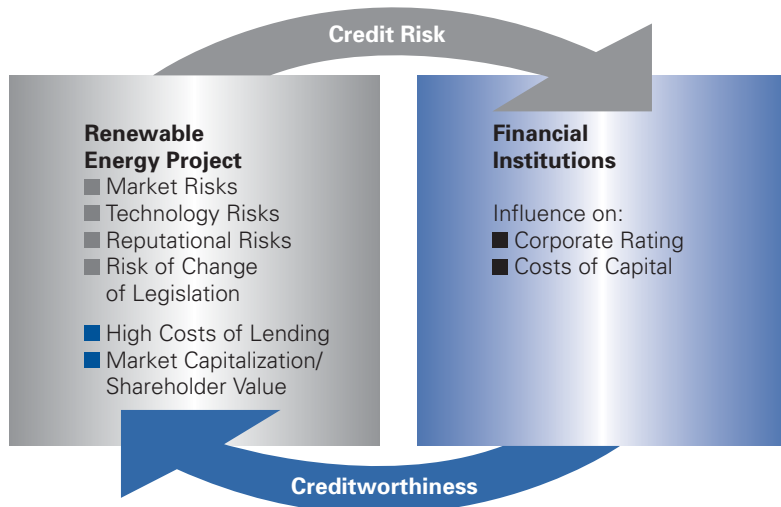 Credit Risk
Renewable
Energy Project
Market Risks
Technology Risks
Reputational Risks
Risk of Change
of Legislation
High Costs of Lending
Market Capitalization/
Shareholder Value
Financial
Institutions
Influence on:
Corporate Rating
Costs of Capital
Creditworthiness